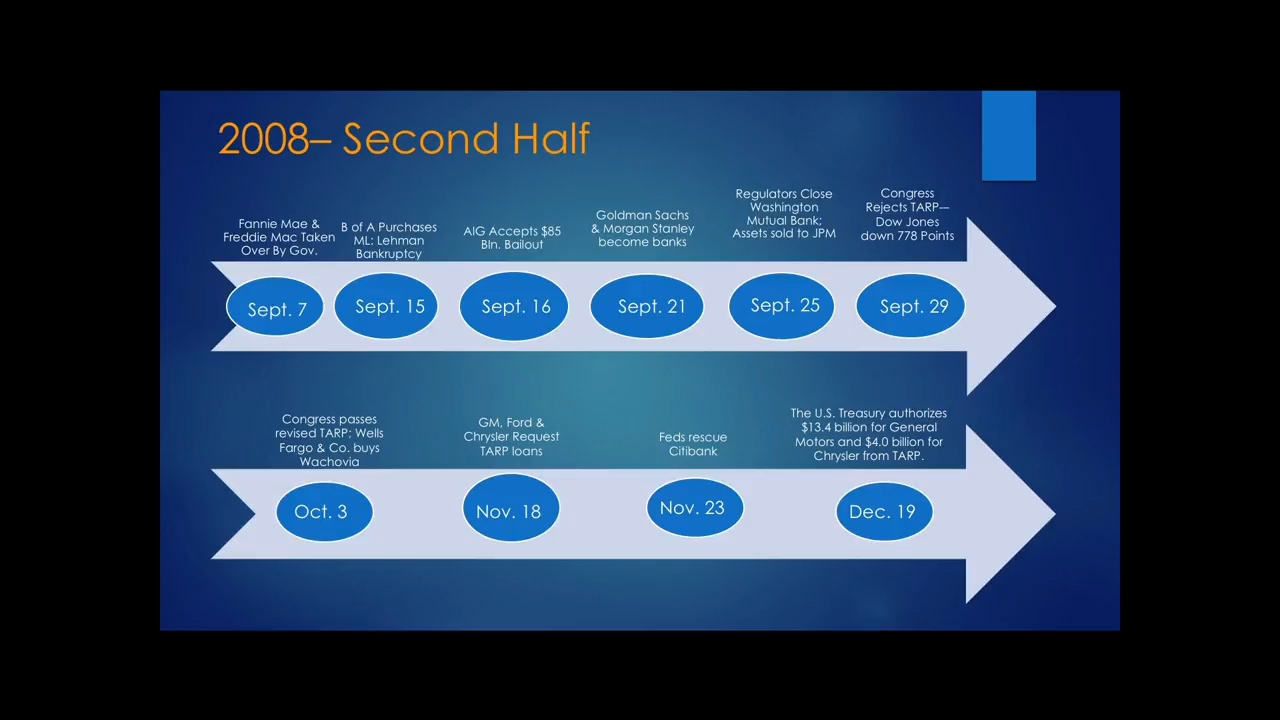 2008– Second Half
Fannie Mae &
Freddie Mac Taken
Over By Gov.
B of A Purchases
ML; Lehman
Bankruptcy
AIG Accepts $85
Bln. Bailout
Goldman Sachs
& Morgan Stanley
become banks
Regulators Close
Washington
Mutual Bank;
Assets sold to JPM
Congress
Rejects TARP—
Dow Jones
down 778 Points
Sept. 7
Sept. 15
Sept. 16
Sept. 21
Sept. 25
Sept. 29
Congress passes
revised TARP; Wells
Fargo & Co. buys
Wachovia
GM, Ford &
Chrysler Request
TARP loans
Feds rescue
Citibank
The U.S. Treasury authorizes
$13.4 billion for General
Motors and $4.0 billion for
Chrysler from TARP.
Oct. 3
Nov. 18
Nov. 23
Dec. 19